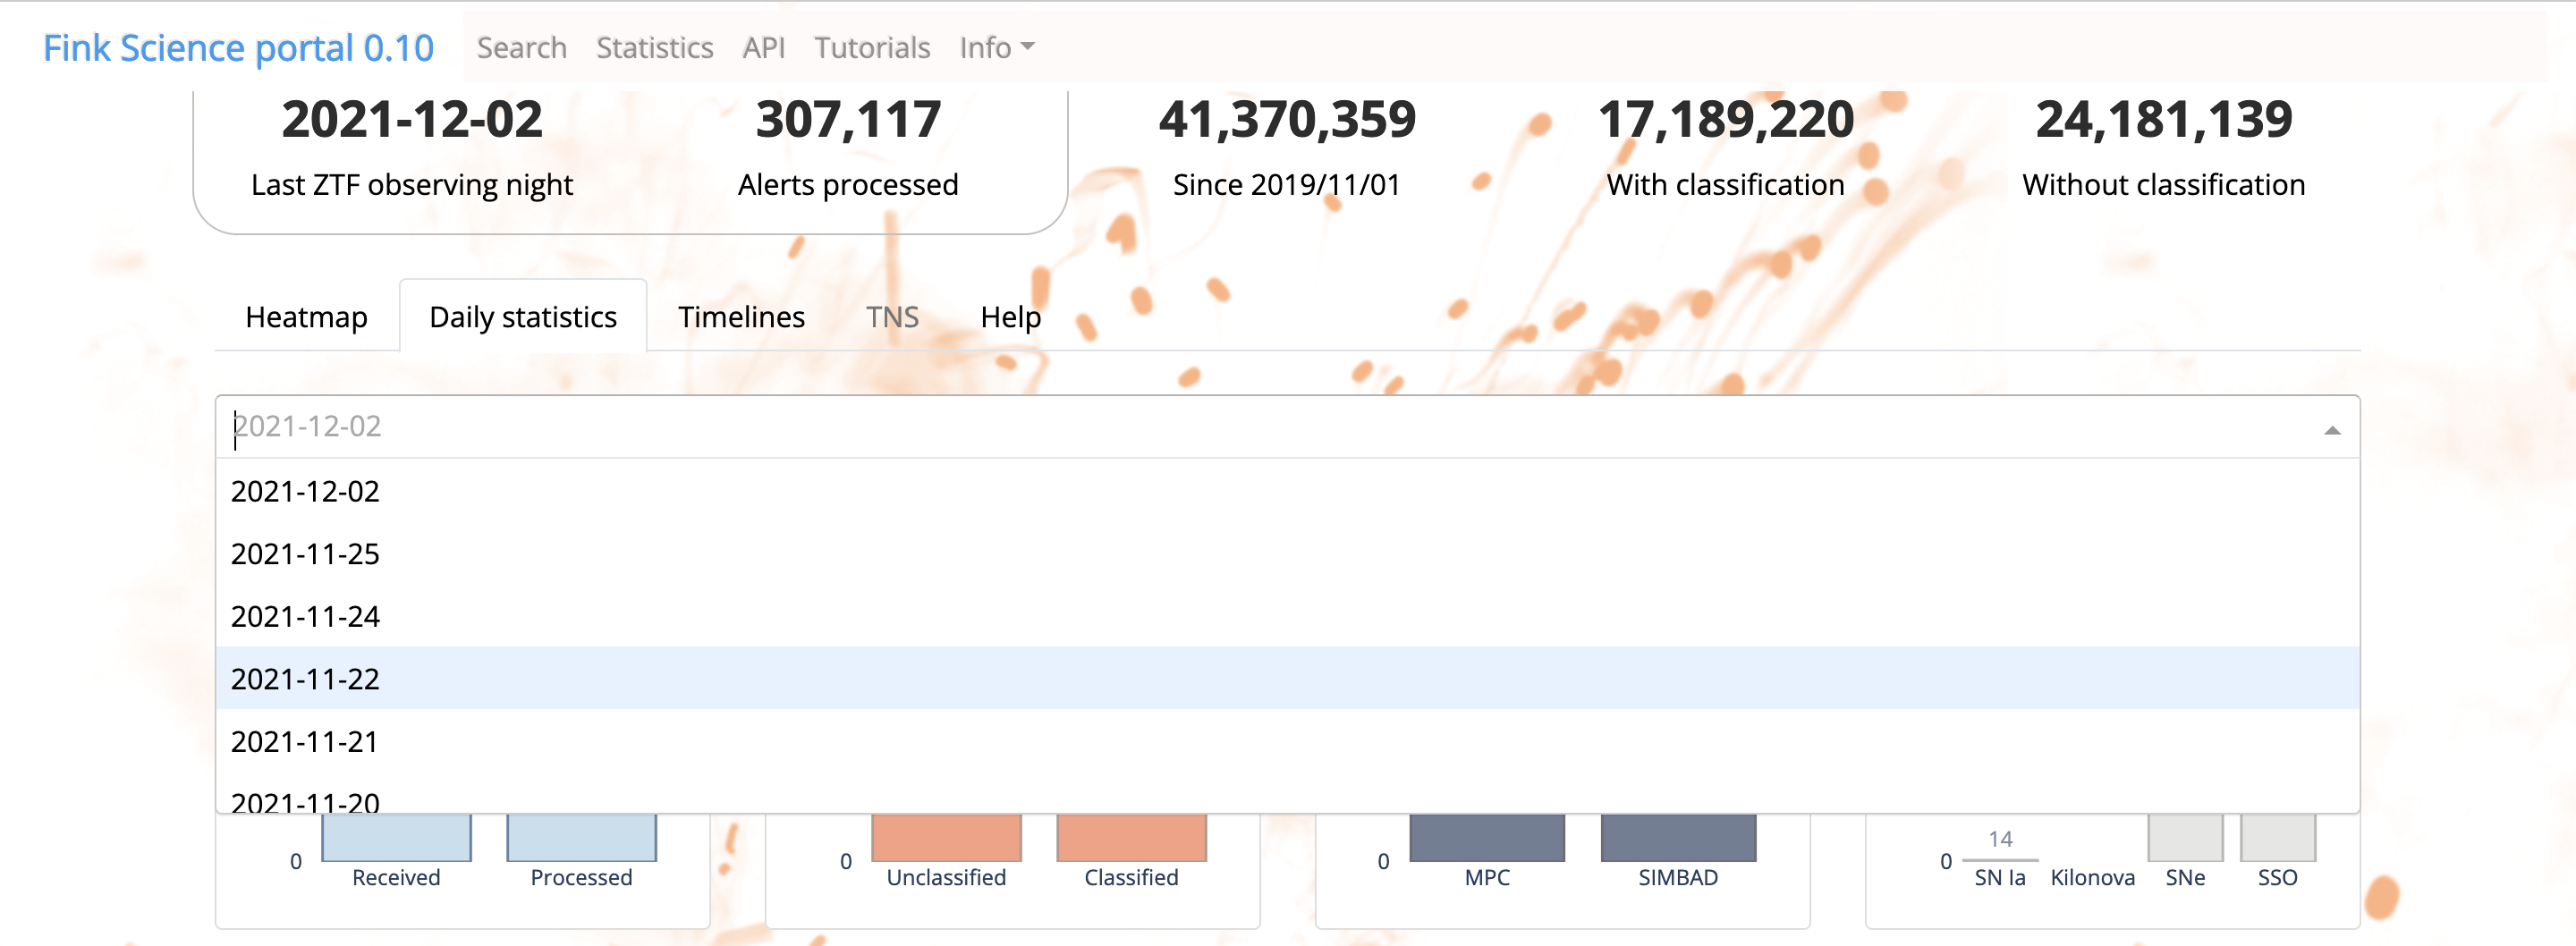 Fink Science portal 0.10 Search Statistics API Tutorials Info
2021-12-02 307,117 41,370,359 17,189,220 24,181,139
Last ZTF observing night Alerts processed Since 2019/11/01 With classification Without classification
Heatmap Daily statistics Timelines TNS Help
2021-12-02
2021-12-02
2021-11-25
2021-11-24
2021-11-22
2021-11-21
2021-11-20
14
0 0 0 0
Received Processed Unclassified Classified MPC SIMBAD SN Ia Kilonova SNe SSO